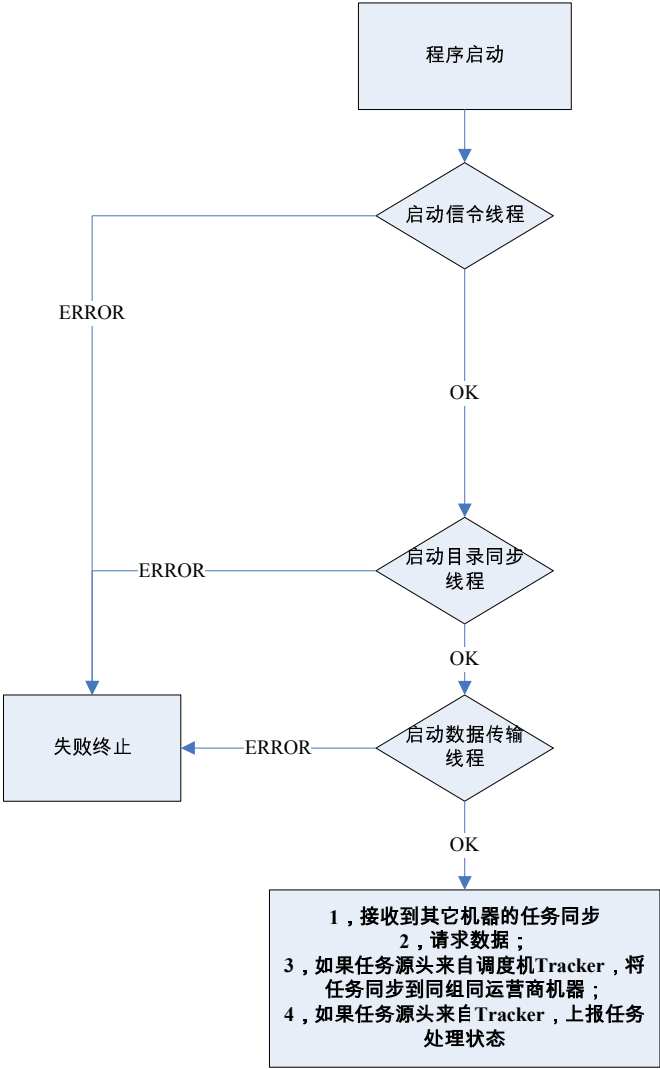 程序启动
启动信令线程
ERROR
OK
启动目录同步
线程
ERROR
OK
启动数据传输
线程
失败终止
ERROR
OK
1，接收到其它机器的任务同步
2，请求数据；
3，如果任务源头来自调度机Tracker，将
任务同步到同组同运营商机器；
4，如果任务源头来自Tracker，上报任务
处理状态